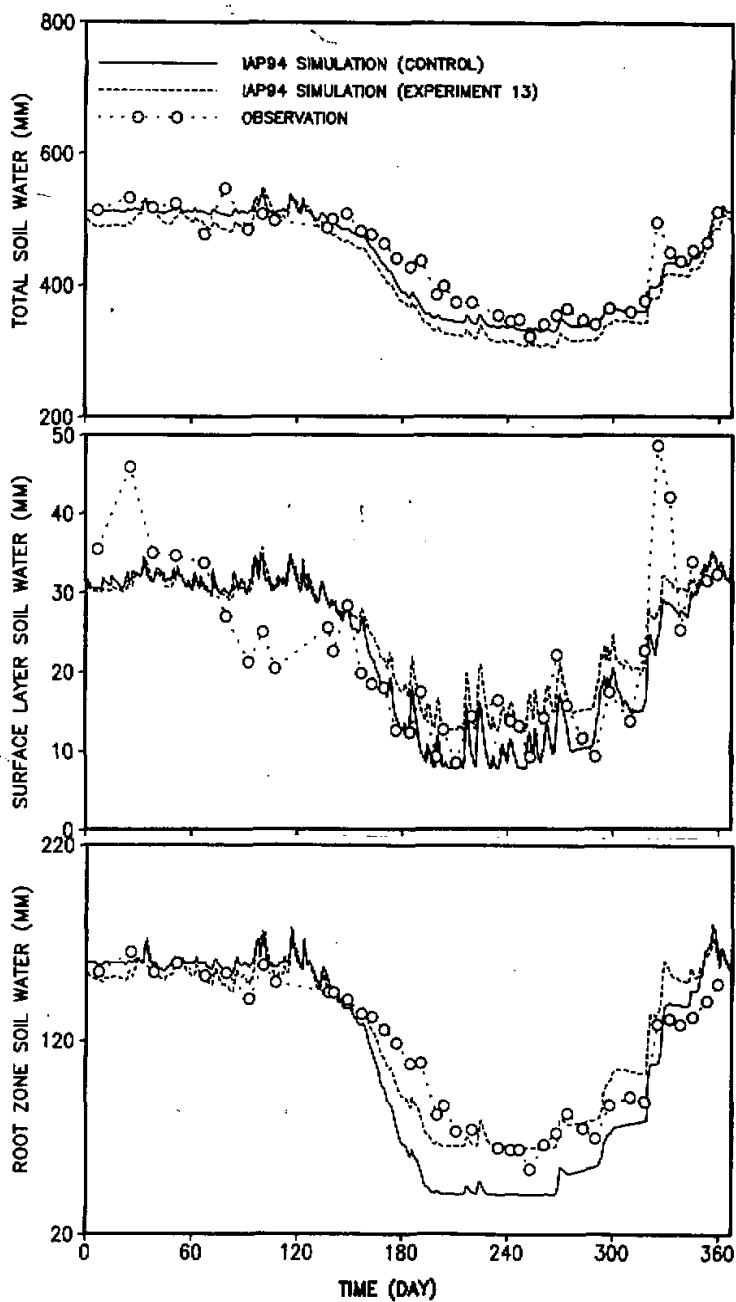 800
IAP94 SIMULATION (CONTROL)
IAP94 SIMULATION (EXPERIMENT 13)
OBSERVATION
600
400
200
TOTAL SOIL WATER (MM)
50
40
30
20
10
0
SURFACE LAYER SOIL WATER (MM)
220
120
20
ROOT ZONE SOIL WATER (MM)
0 60 120 180 240 300 360
TIME (DAY)